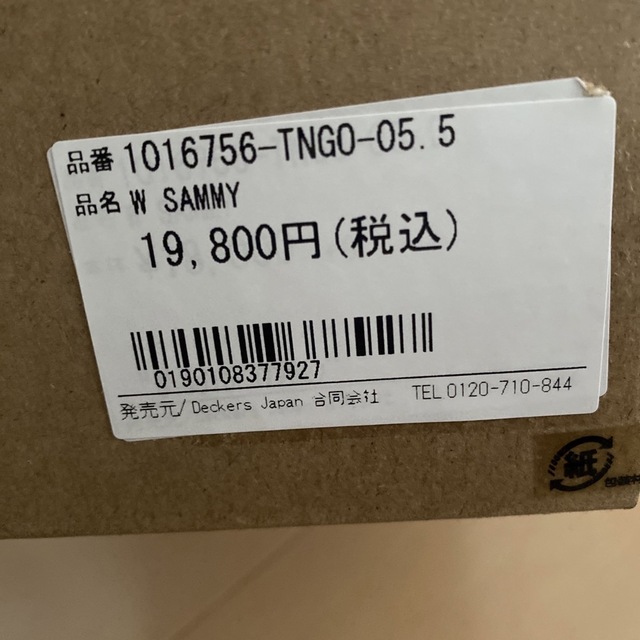 品番 1016756-TNGO-05.5
品名 W SAMMY
19,800円(税込)
0190108377927
発売元/ Deckers Japan 合同会社 TEL 0120-710-844
紙